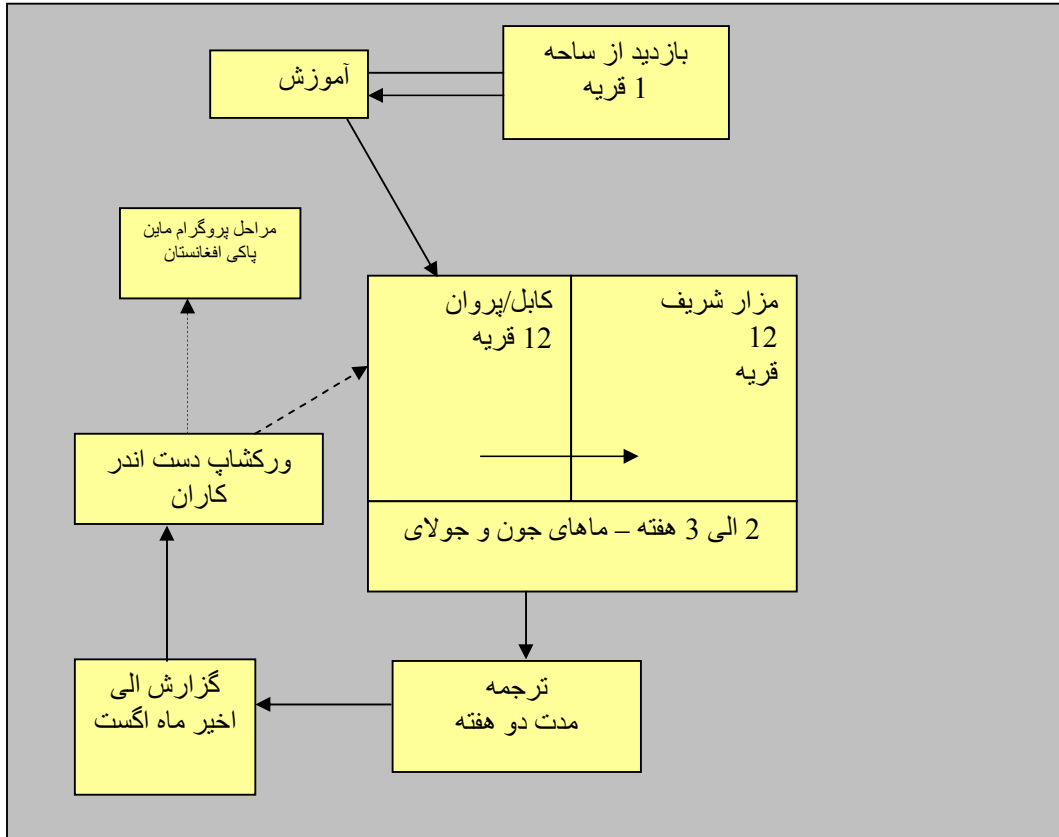 بازدید از ساحه
1 قریه
آموزش
مراحل پروگرام ماین
پاکی افغانستان
مزار شریف
12
قریه
کابل/پروان
12 قریه
ورکشاپ دست اندر
کاران
2 الی 3 هفته – ماهای جون و جولای
ترجمه
مدت دو هفته
گزارش الی
اخیر ماه اگست